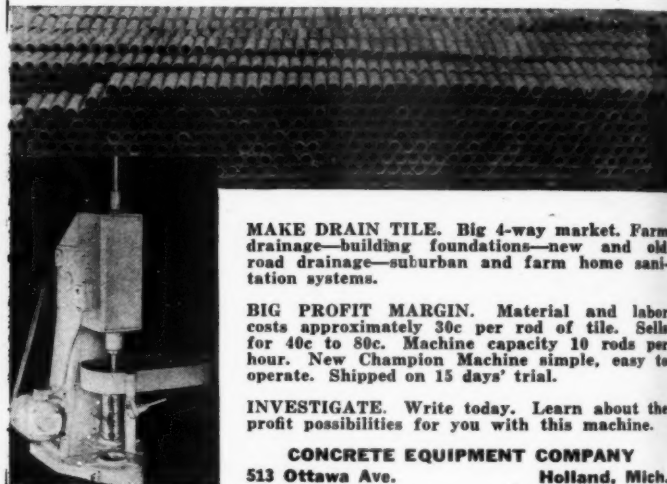 MAKE DRAIN TILE. Big 4-way market. Farm
drainage—building foundations—new and old
road drainage—suburban and farm home sani-
tation systems.
BIG PROFIT MARGIN. Material and labor
costs approximately 30c per rod of tile. Sells
for 40c to 80c. Machine capacity 10 rods per
hour. New Champion Machine simple, easy to
operate. Shipped on 15 days' trial.
INVESTIGATE. Write today. Learn about the
profit possibilities for you with this machine.
CONCRETE EQUIPMENT COMPANY
513 Ottawa Ave. Holland, Mich.